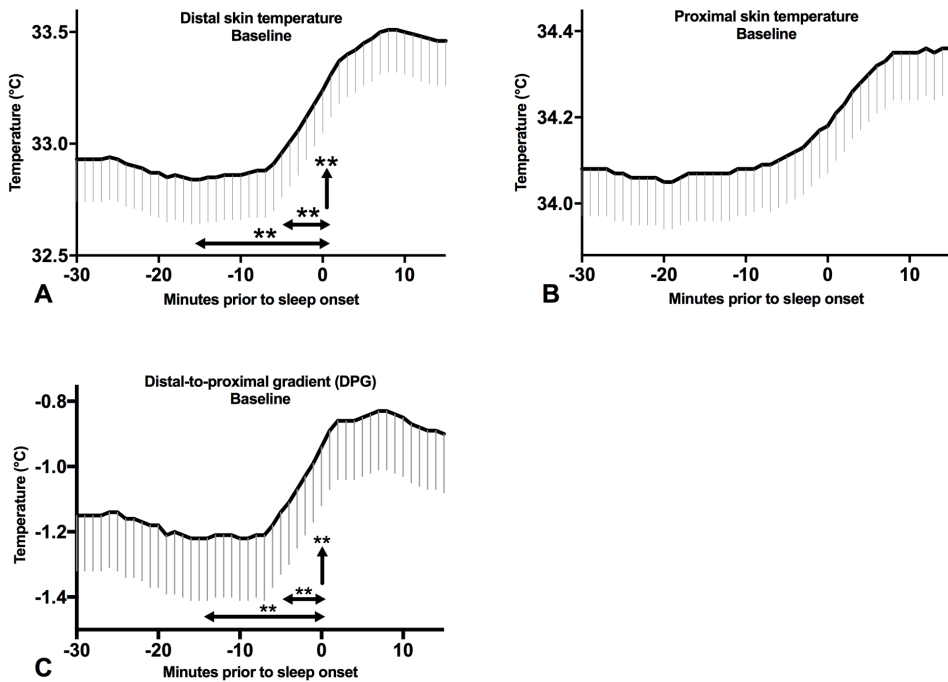 Distal skin temperature
Baseline
Temperature (°C)
33.5
33.0
32.5
**
**
**
-30
-20
-10
0
10
Minutes prior to sleep onset
A
Proximal skin temperature
Baseline
Temperature (°C)
34.4
34.2
34.0
-30
-20
-10
0
10
Minutes prior to sleep onset
B
Distal-to-proximal gradient (DPG)
Baseline
Temperature (°C)
-0.8
-1.0
-1.2
-1.4
**
**
**
-30
-20
-10
0
10
Minutes prior to sleep onset
C